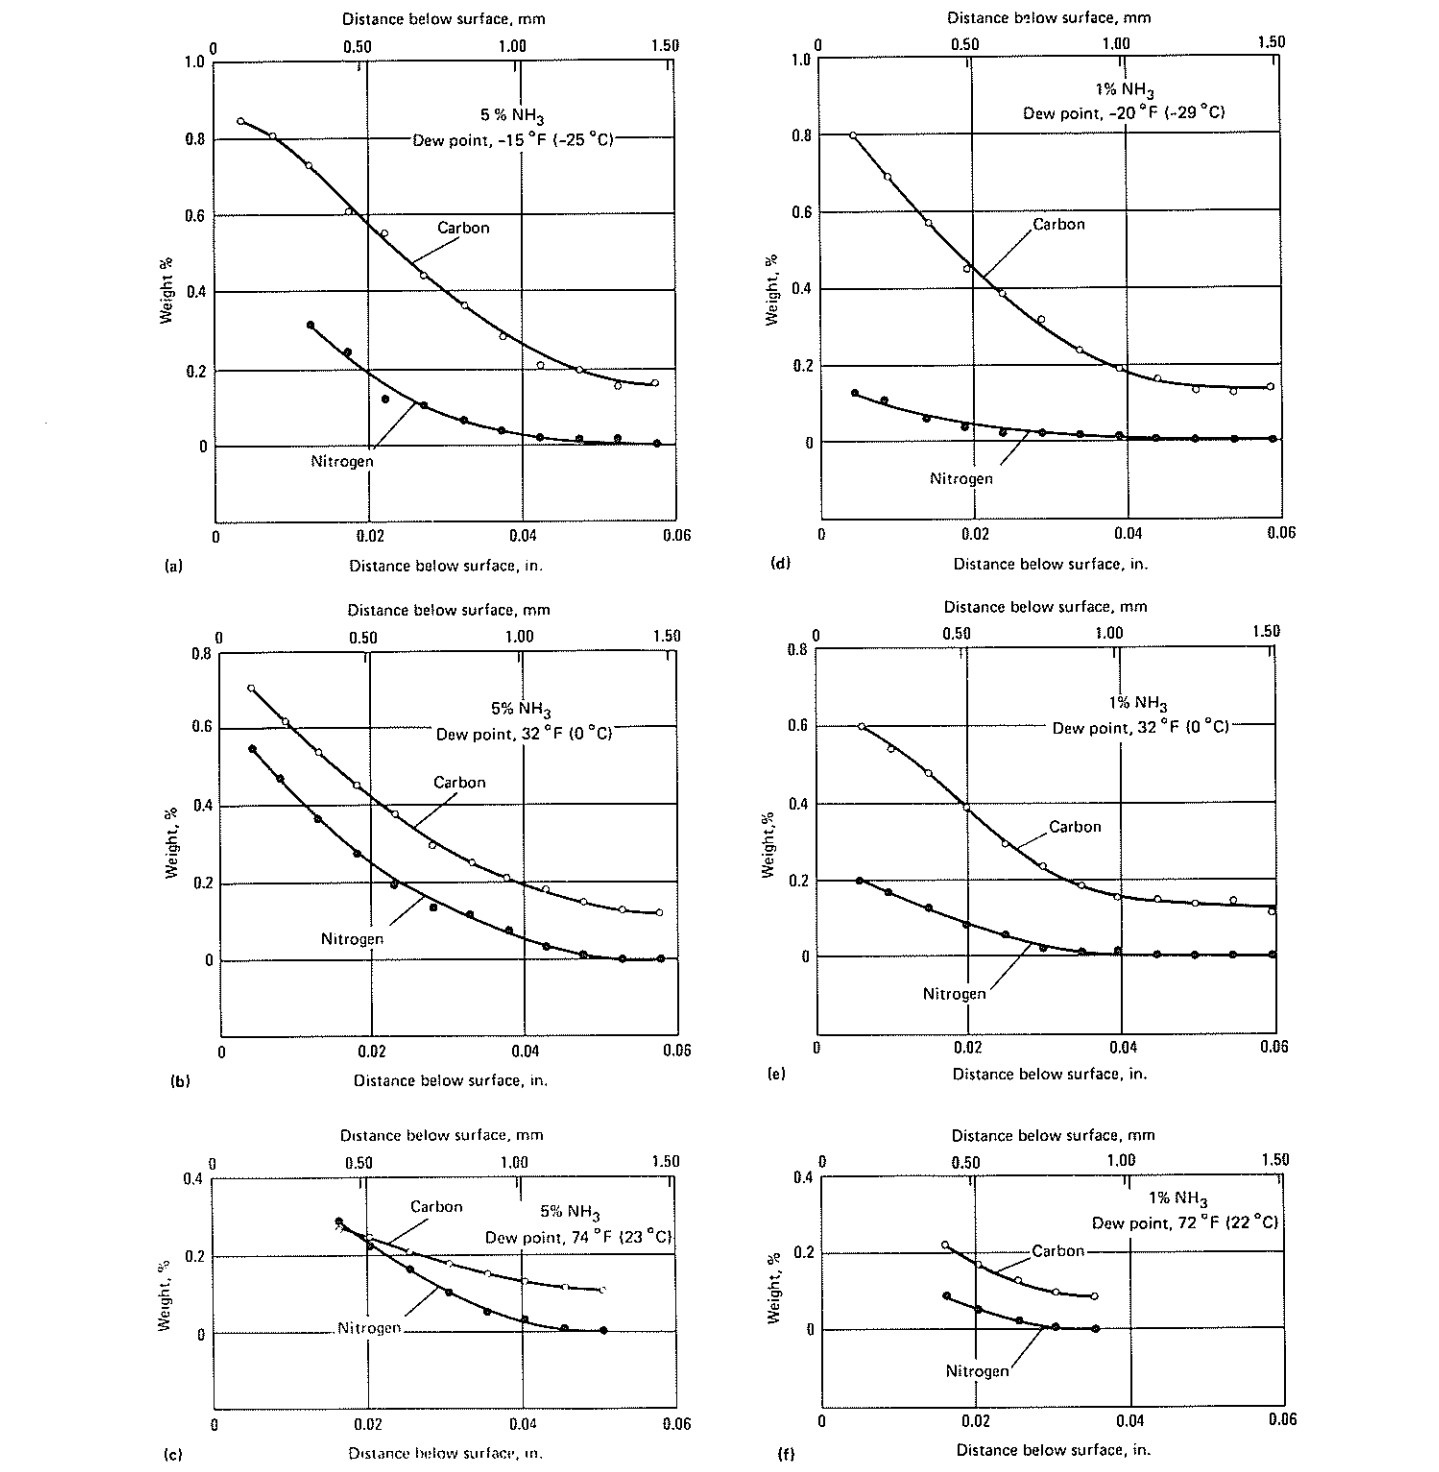 Distance below surface, mm
0 0.50 1.00 1.50
1.0
5 % NH3
Dew point, -15 °F (-25 °C)
0.8
0.6
Carbon
Weight %
0.4
0.2
0
Nitrogen
0 0.02 0.04 0.06
(a) Distance below surface, in.
Distance below surface, mm
0 0.50 1.00 1.50
1.0
1% NH3
Dew point, -20 °F (-29 °C)
0.8
0.6
Carbon
Weight, %
0.4
0.2
0
Nitrogen
0 0.02 0.04 0.06
(d) Distance below surface, in.
Distance below surface, mm
0 0.50 1.00 1.50
0.8
5% NH3
0.6
Dew point, 32 °F (0 °C)
Carbon
0.4
Weight, %
0.2
Nitrogen
0
0 0.02 0.04 0.06
(b) Distance below surface, in.
Distance below surface, mm
0 0.50 1.00 1.50
0.8
1% NH3
0.6
Dew point, 32 °F (0 °C)
0.4
Carbon
Weight,%
0.2
0
Nitrogen
0 0.02 0.04 0.06
(e) Distance below surface, in.
Distance below surface, mm
0 0.50 1.00 1.50
0.4
Carbon
5% NH3
Dew point, 74 °F (23 °C)
0.2
Weight, %
Nitrogen
0
0 0.02 0.04 0.06
(c) Distance below surface, in.
Distance below surface, mm
0 0.50 1.00 1.50
0.4
1% NH3
Dew point, 72 °F (22 °C)
0.2
Carbon
Weight, %
0
Nitrogen
0 0.02 0.04 0.06
(f) Distance below surface, in.